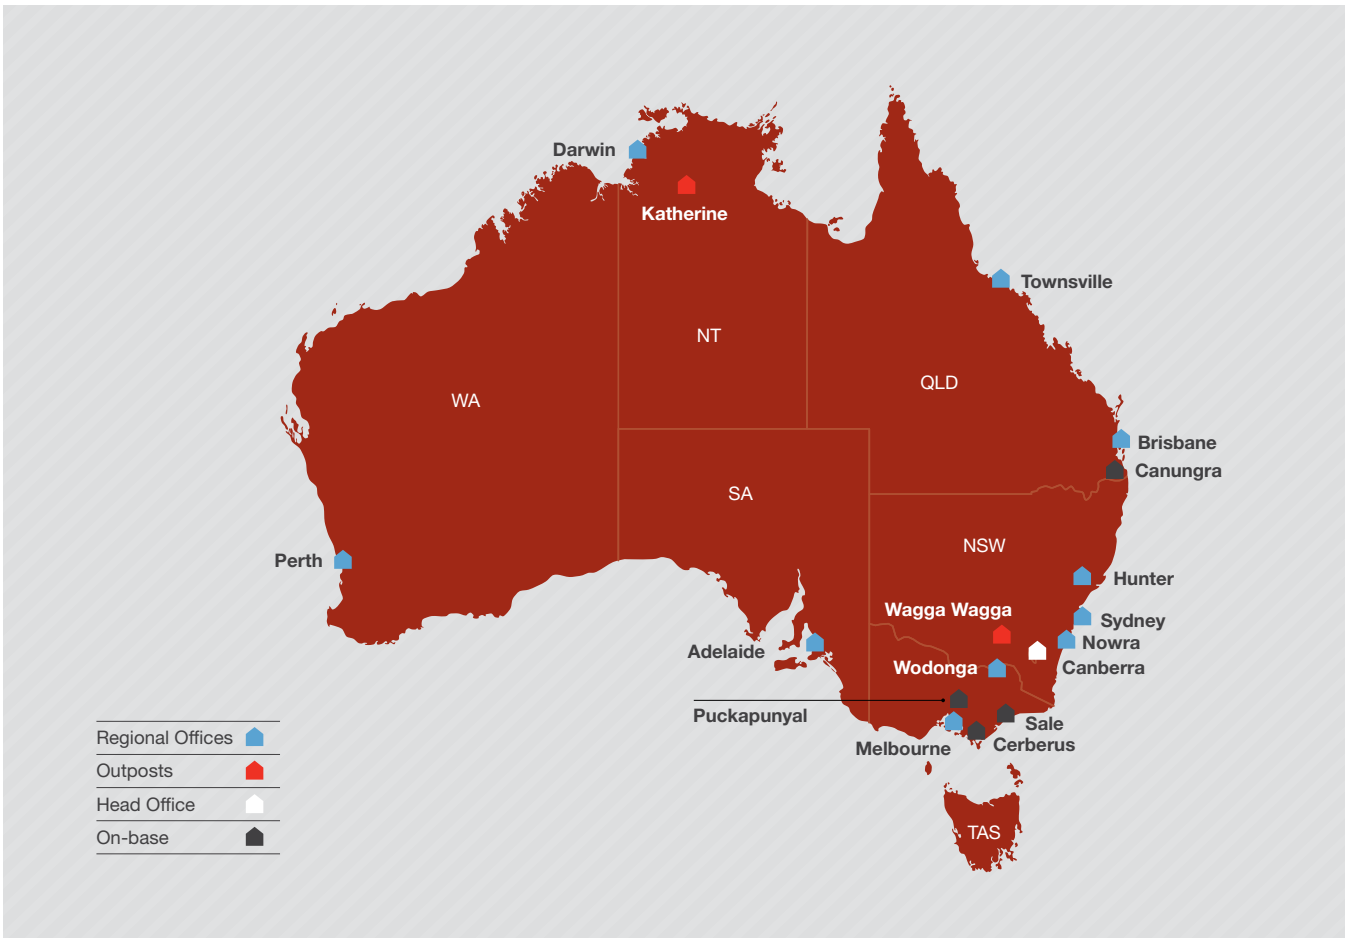 Darwin
Katherine
Townsville
NT
QLD
WA
Brisbane
Canungra
SA
NSW
Perth
Hunter
Wagga Wagga
Sydney
Nowra
Adelaide
Wodonga
Canberra
Puckapunyal
Sale
Melbourne
Cerberus
TAS
Regional Offices
Outposts
Head Office
On-base